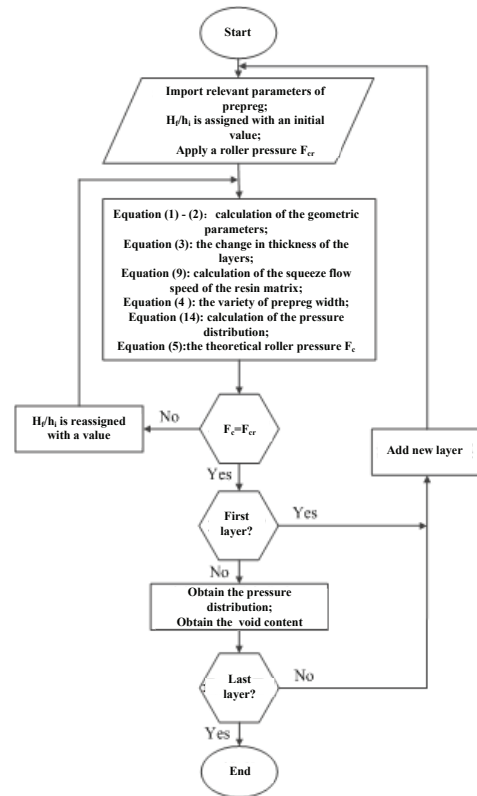 Start
Import relevant parameters of
prepreg;
Hf/hi is assigned with an initial
value;
Apply a roller pressure Fcr
Equation (1) - (2): calculation of the geometric
parameters;
Equation (3): the change in thickness of the
layers;
Equation (9): calculation of the squeeze flow
speed of the resin matrix;
Equation (4 ): the variety of prepreg width;
Equation (14): calculation of the pressure
distribution;
Equation (5):the theoretical roller pressure Fc
No
Hf/hi is reassigned
with a value
Fc=Fcr
Add new layer
Yes
First
layer?
Yes
No
Obtain the pressure
distribution;
Obtain the void content
Last
layer?
No
Yes
End